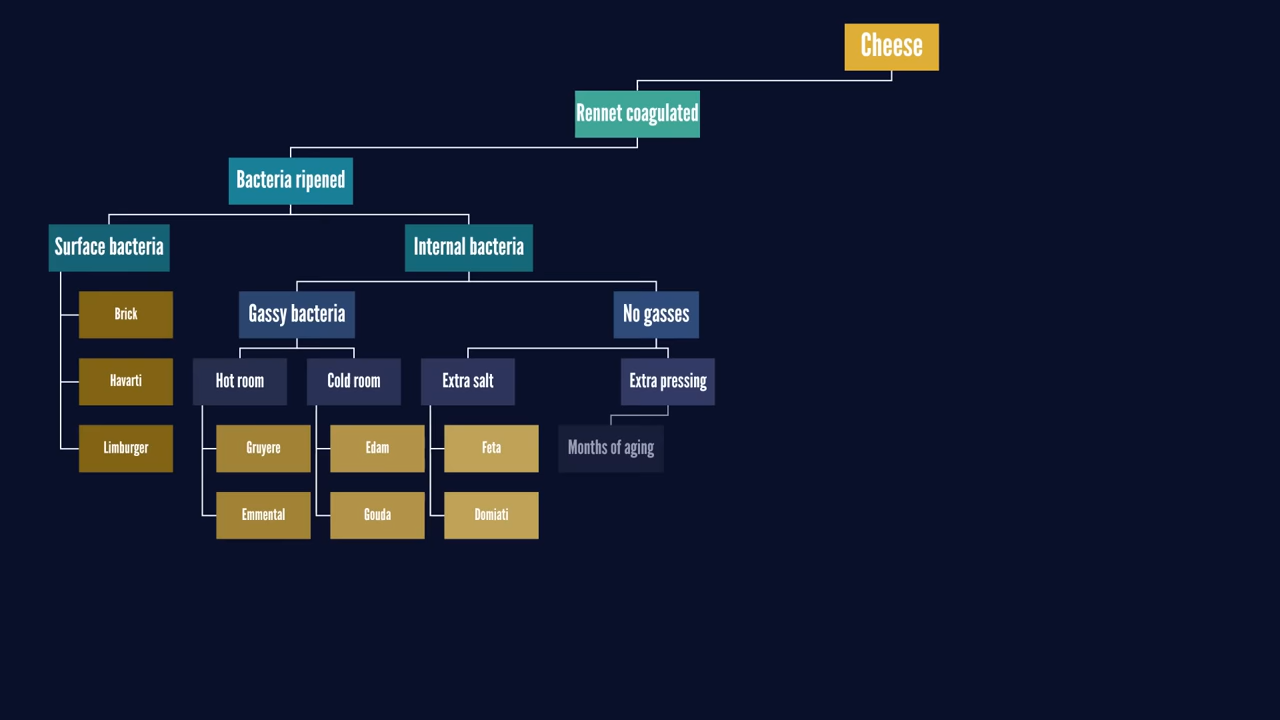 Cheese
Rennet coagulated
Bacteria ripened
Surface bacteria
Internal bacteria
Brick
Gassy bacteria
No gasses
Havarti
Hot room
Cold room
Extra salt
Extra pressing
Limburger
Gruyere
Edam
Feta
Months of aging
Emmental
Gouda
Domiati